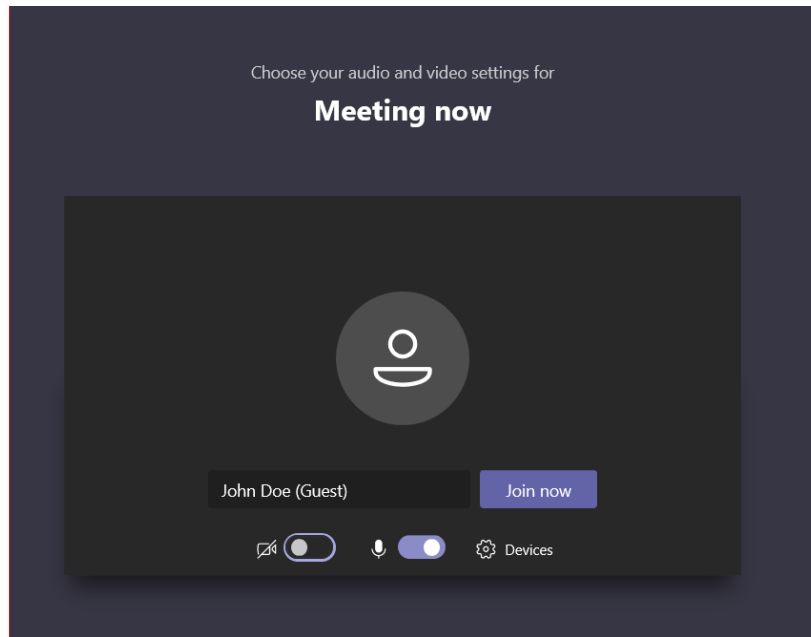 Choose your audio and video settings for
Meeting now
John Doe (Guest)
Join now
Devices